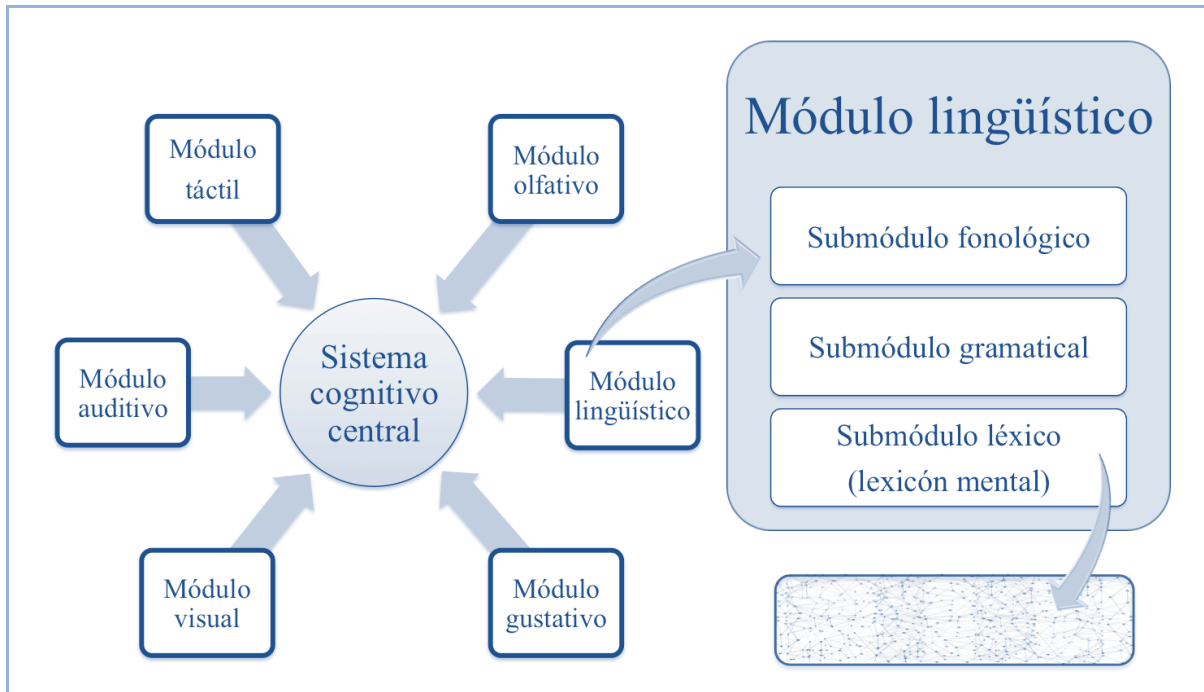 Módulo
táctil
Módulo
olfativo
Módulo
auditivo
Sistema
cognitivo
central
Módulo
lingüístico
Módulo
visual
Módulo
gustativo
Módulo lingüístico
Submódulo fonológico
Submódulo gramatical
Submódulo léxico
(lexicón mental)